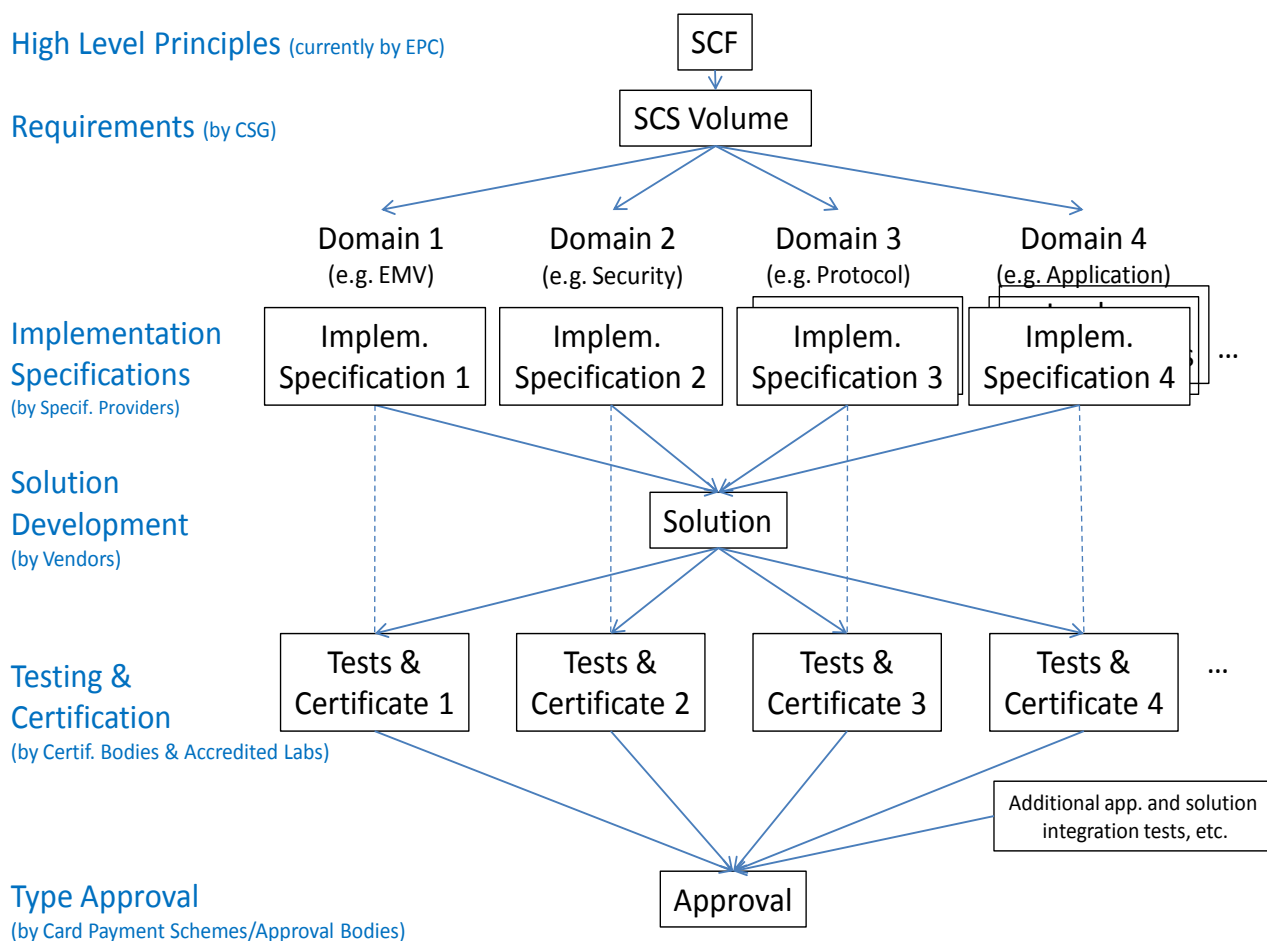 High Level Principles (currently by EPC)
SCF
Requirements (by CSG)
SCS Volume
Domain 1
(e.g. EMV)
Domain 2
(e.g. Security)
Domain 3
(e.g. Protocol)
Domain 4
(e.g. Application)
Implementation
Specifications
(by Specif. Providers)
Implem.
Specification 1
Implem.
Specification 2
Implem.
Specification 3
Implem.
Specification 4
...
Solution
Development
(by Vendors)
Solution
Testing &
Certification
(by Certif. Bodies & Accredited Labs)
Tests &
Certificate 1
Tests &
Certificate 2
Tests &
Certificate 3
Tests &
Certificate 4
...
Additional app. and solution
integration tests, etc.
Type Approval
(by Card Payment Schemes/Approval Bodies)
Approval